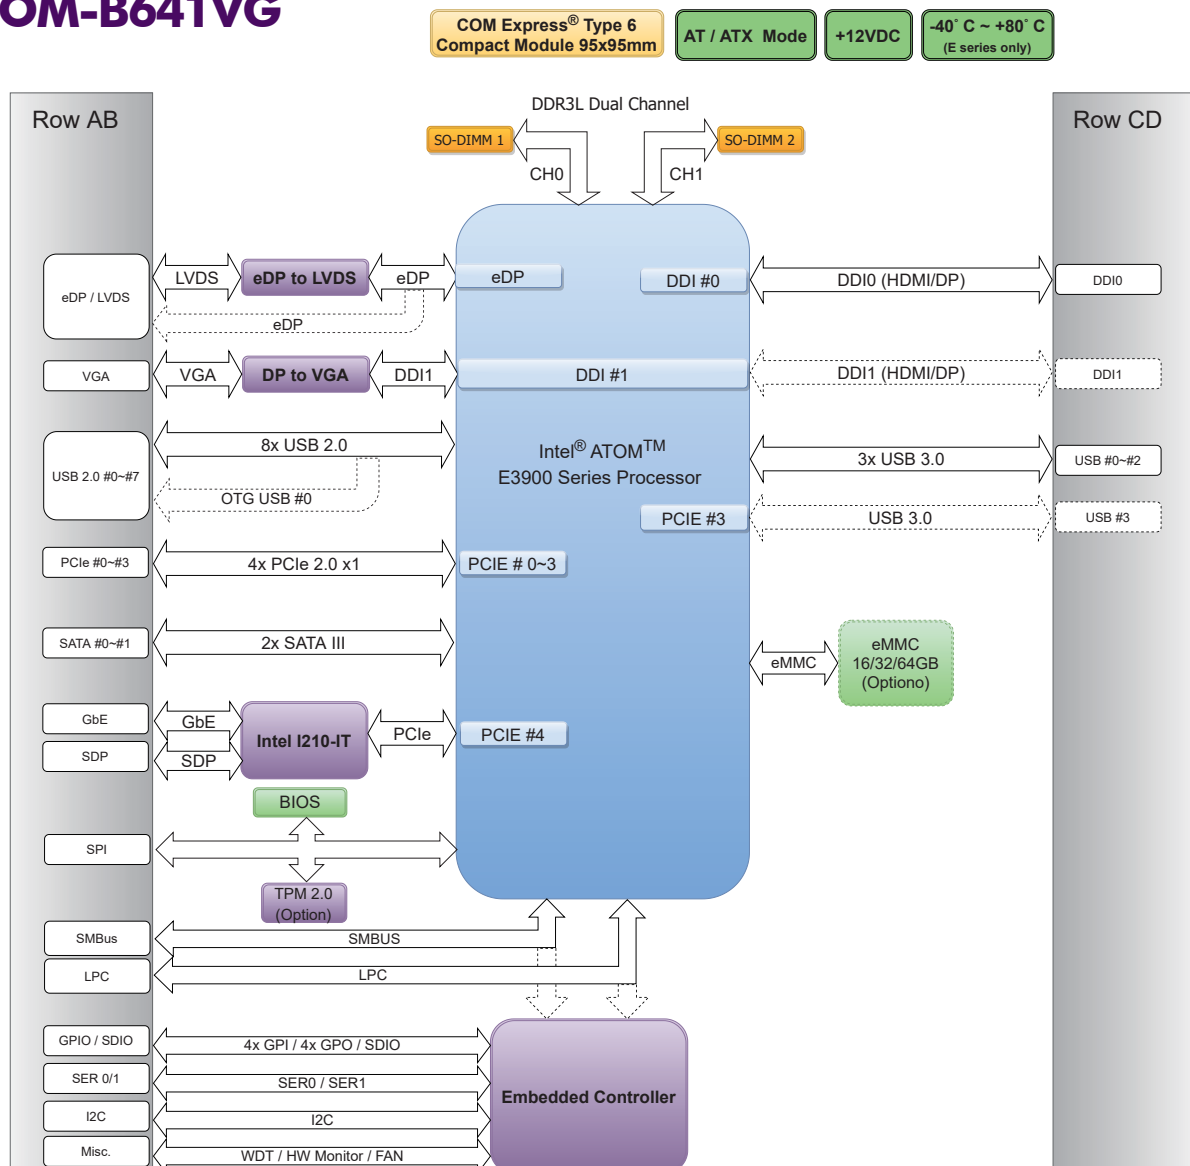 OM-B641VG
COM Express® Type 6
Compact Module 95x95mm
AT / ATX Mode
+12VDC
-40° C ~ +80° C
(E series only)
Row AB
Row CD
DDR3L Dual Channel
SO-DIMM 1
SO-DIMM 2
CH0
CH1
eDP / LVDS
LVDS
eDP to LVDS
eDP
eDP
eDP
DDI #0
DDI0 (HDMI/DP)
DDI0
VGA
VGA
DP to VGA
DDI1
DDI #1
DDI1 (HDMI/DP)
DDI1
USB 2.0 #0~#7
8x USB 2.0
OTG USB #0
Intel® ATOM™
E3900 Series Processor
3x USB 3.0
USB #0~#2
PCIE #3
USB 3.0
USB #3
PCIe #0~#3
4x PCIe 2.0 x1
PCIE # 0~3
SATA #0~#1
2x SATA III
eMMC
eMMC
16/32/64GB
(Optiono)
GbE
GbE
SDP
SDP
Intel I210-IT
PCIe
PCIE #4
BIOS
SPI
TPM 2.0
(Option)
SMBus
SMBUS
LPC
LPC
GPIO / SDIO
4x GPI / 4x GPO / SDIO
SER 0/1
SER0 / SER1
Embedded Controller
I2C
I2C
Misc.
WDT / HW Monitor / FAN